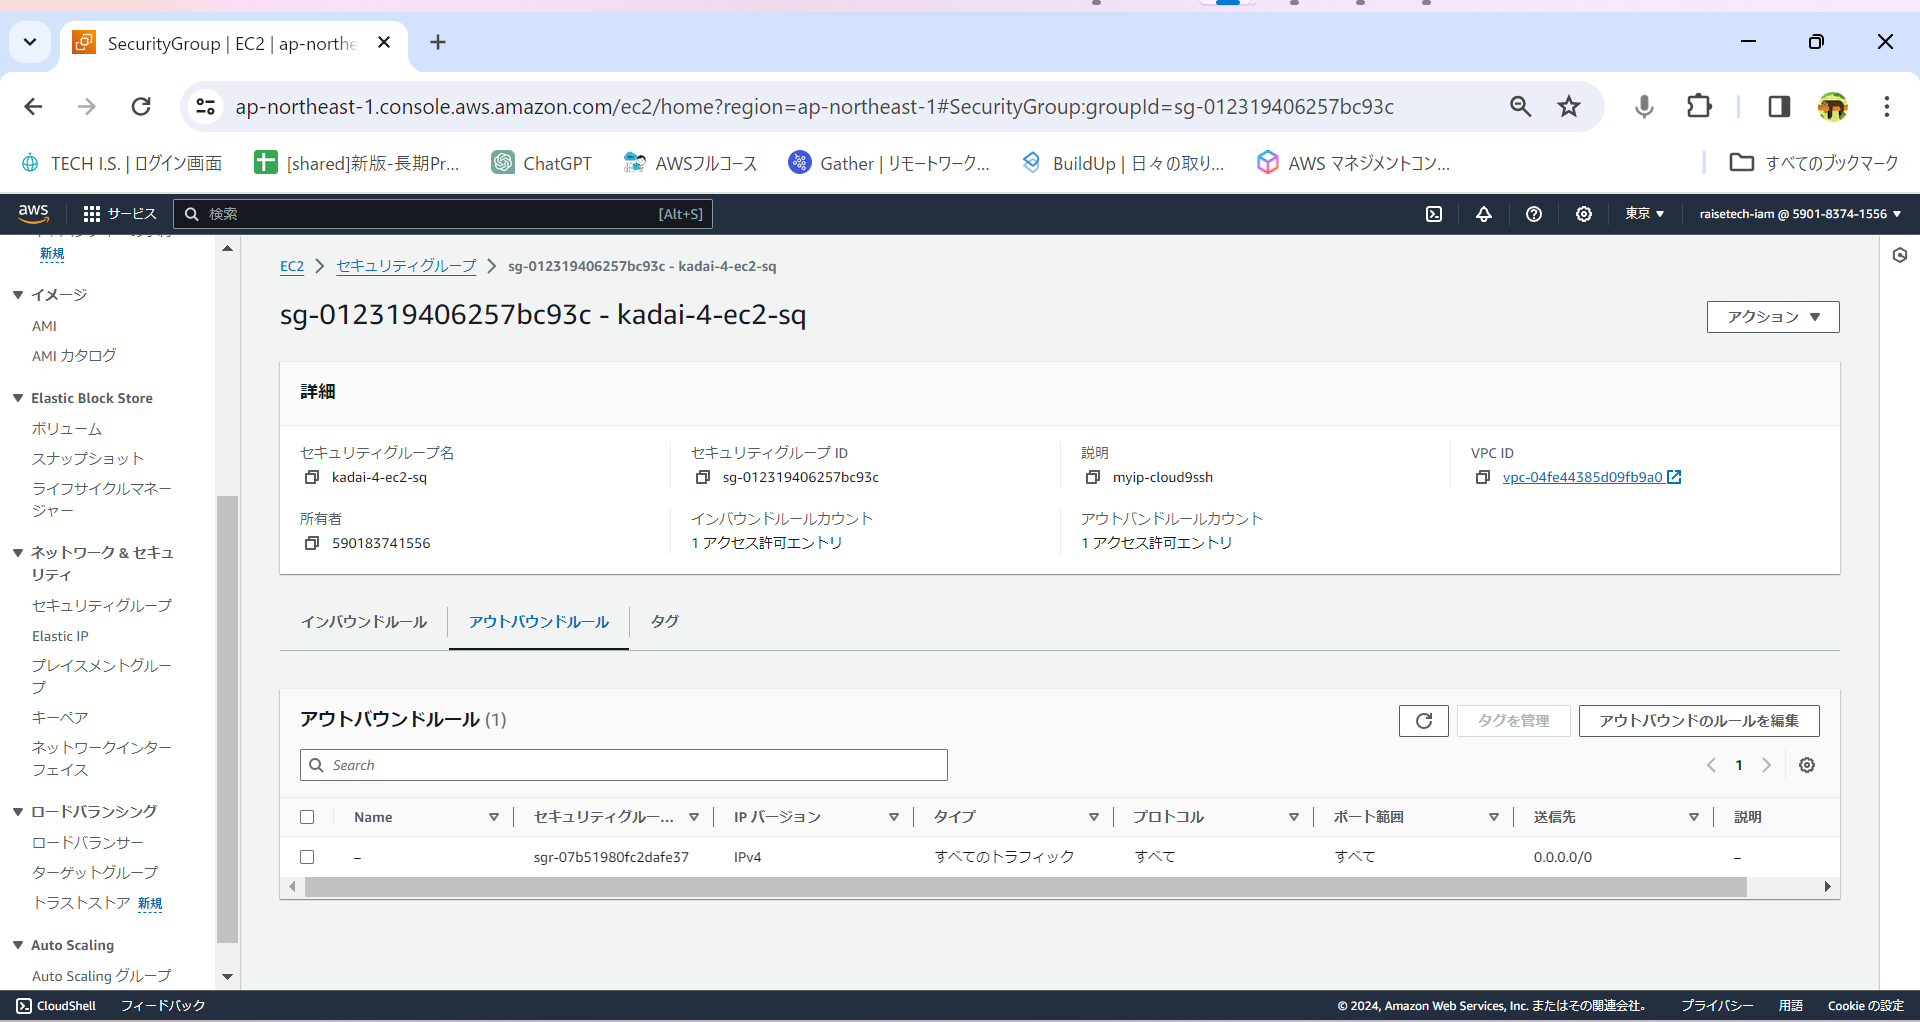 SecurityGroup | EC2 | ap-northe
ap-northeast-1.console.aws.amazon.com/ec2/home?region=ap-northeast-1#SecurityGroup:groupId=sg-012319406257bc93c
TECH I.S. | ログイン画面
[shared]新版-長期Pr...
ChatGPT
AWSフルコース
Gather | リモートワーク...
BuildUp | 日々の取り...
AWS マネジメントコン...
すべてのブックマーク
aws
サービス
検索
[Alt+S]
東京
raisetech-iam @ 5901-8374-1556
新規
イメージ
AMI
AMI カタログ
Elastic Block Store
ボリューム
スナップショット
ライフサイクルマネー
ジャー
ネットワーク & セキュ
リティ
セキュリティグループ
Elastic IP
プレイスメントグルー
プ
キーペア
ネットワークインター
フェイス
ロードバランシング
ロードバランサー
ターゲットグループ
トラストストア 新規
Auto Scaling
Auto Scaling グループ
EC2
セキュリティグループ
sg-012319406257bc93c - kadai-4-ec2-sq
sg-012319406257bc93c - kadai-4-ec2-sq
アクション
詳細
セキュリティグループ名
kadai-4-ec2-sq
セキュリティグループ ID
sg-012319406257bc93c
説明
myip-cloud9ssh
VPC ID
vpc-04fe44385d09fb9a0
所有者
590183741556
インバウンドルールカウント
1 アクセス許可エントリ
アウトバンドルールカウント
1 アクセス許可エントリ
インバウンドルール
アウトバウンドルール
タグ
アウトバウンドルール (1)
タグを管理
アウトバウンドのルールを編集
Search
1
Name
セキュリティグルー...
IP バージョン
タイプ
プロトコル
ポート範囲
送信先
説明
–
sgr-07b51980fc2dafe37
IPv4
すべてのトラフィック
すべて
すべて
0.0.0.0/0
–
CloudShell
フィードバック
© 2024, Amazon Web Services, Inc. またはその関連会社。
プライバシー
用語
Cookie の設定